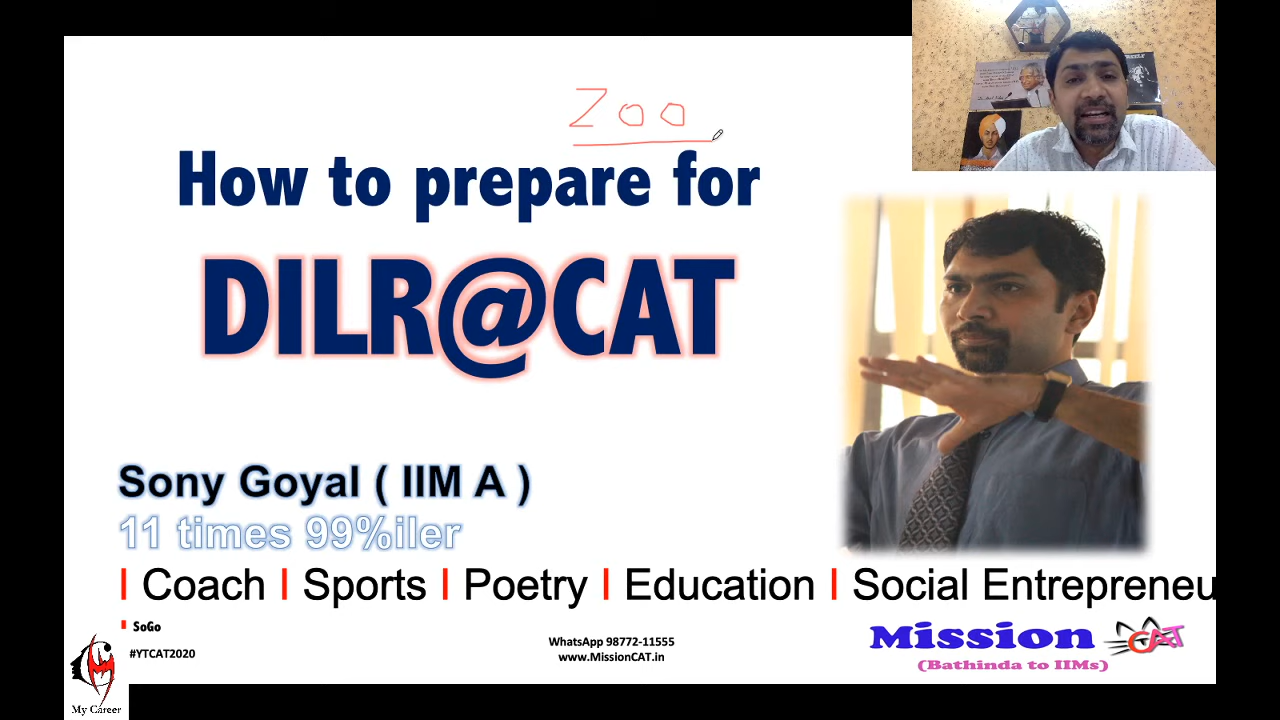 Zoo
How to prepare for
DILR@CAT
Sony Goyal ( IIM A )
11 times 99%iler
I Coach I Sports I Poetry I Education I Social Entrepreneu
SoGo
#YTCAT2020
WhatsApp 98772-11555
www.MissionCAT.in
Mission CAT
(Bathinda to IIMs)
My Career